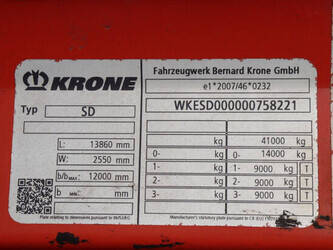 KRONE
Fahrzeugwerk Bernard Krone GmbH
e1*2007/46*0232
Typ SD
WKESD000000758221
L: 13860 mm
W: 2550 mm
b/bmax: 12000 mm
b min: mm
kg 41000 kg
0- kg 0- 14000 kg
1- kg 1- 9000 kg T
2- kg 2- 9000 kg T
3- kg 3- 9000 kg T